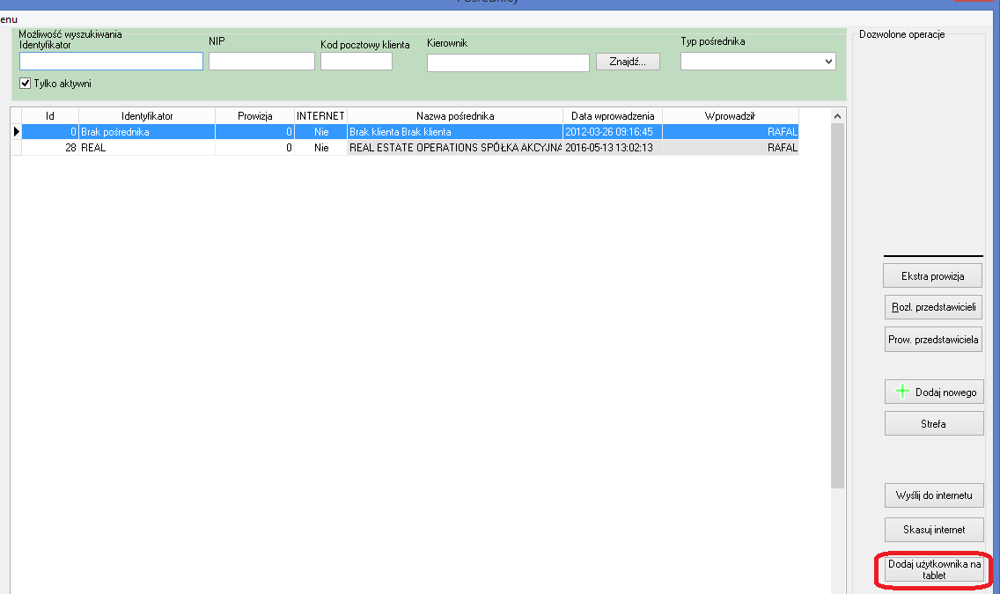 Pośrednicy
enu
Możliwość wyszukiwania
Identyfikator
NIP
Kod pocztowy klienta
Kierownik
Znajdź...
Typ pośrednika
Tylko aktywni
Dozwolone operacje
Id Identyfikator Prowizja INTERNET Nazwa pośrednika Data wprowadzenia Wprowadził
0 Brak pośrednika 0 Nie Brak klienta Brak klienta 2012-03-26 09:16:45 RAFAL
28 REAL 0 Nie REAL ESTATE OPERATIONS SPÓŁKA AKCYJNA 2016-05-13 13:02:13 RAFAL
Ekstra prowizja
Rozl. przedstawicieli
Prow. przedstawiciela
Dodaj nowego
Strefa
Wyślij do internetu
Skasuj internet
Dodaj użytkownika na
tablet